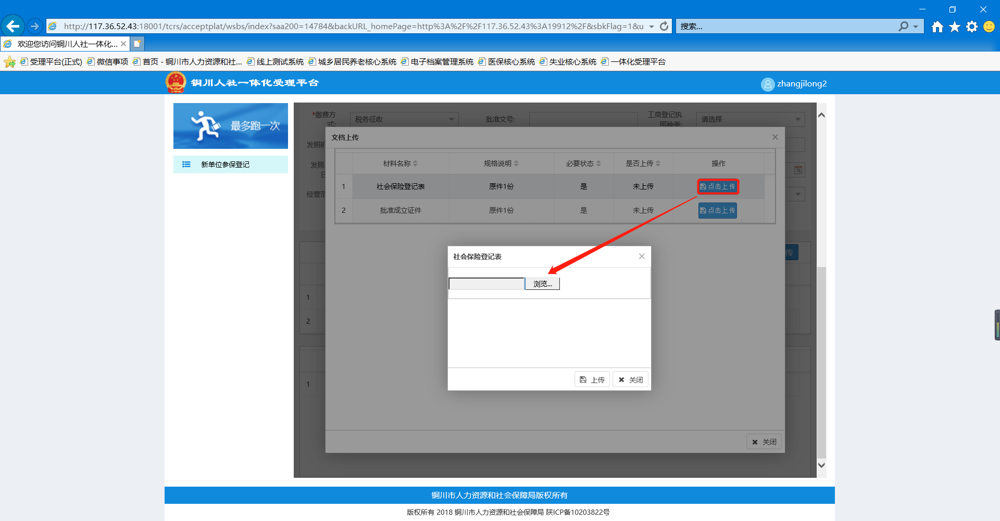 http://117.36.52.43:18001/tcrs/acceptplat/wsbs/index?saa200=14784&backURL_homePage=http%3A%2F%2F117.36.52.43%3A19912%2F&sbkFlag=1&u
搜索...
欢迎您访问铜川人社一体化...
受理平台(正式)
微信事项
首页 - 铜川市人力资源和社...
线上测试系统
城乡居民养老核心系统
电子档案管理系统
医保核心系统
失业核心系统
一体化受理平台
铜川人社一体化受理平台
zhangjilong2
最多跑一次
新单位参保登记
*缴费方式:
税务征收
批准文号:
工商登记执照种类:
请选择
发照
发照
经营范
文档上传
材料名称 规格说明 必要状态 是否上传 操作
1 社会保险登记表 原件1份 是 未上传 点击上传
2 批准成立证件 原件1份 是 未上传 点击上传
传
社会保险登记表
浏览...
1
2
上传 关闭
1
关闭
铜川市人力资源和社会保障局版权所有
版权所有 2018 铜川市人力资源和社会保障局 陕ICP备10203822号